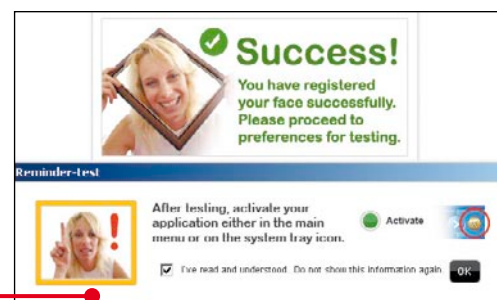 Success!
You have registered
your face successfully.
Please proceed to
preferences for testing.
Reminder-test
After testing, activate your
application either in the main
menu or on the system tray icon.
Activate
I've read and understood. Do not show this information again.
OK